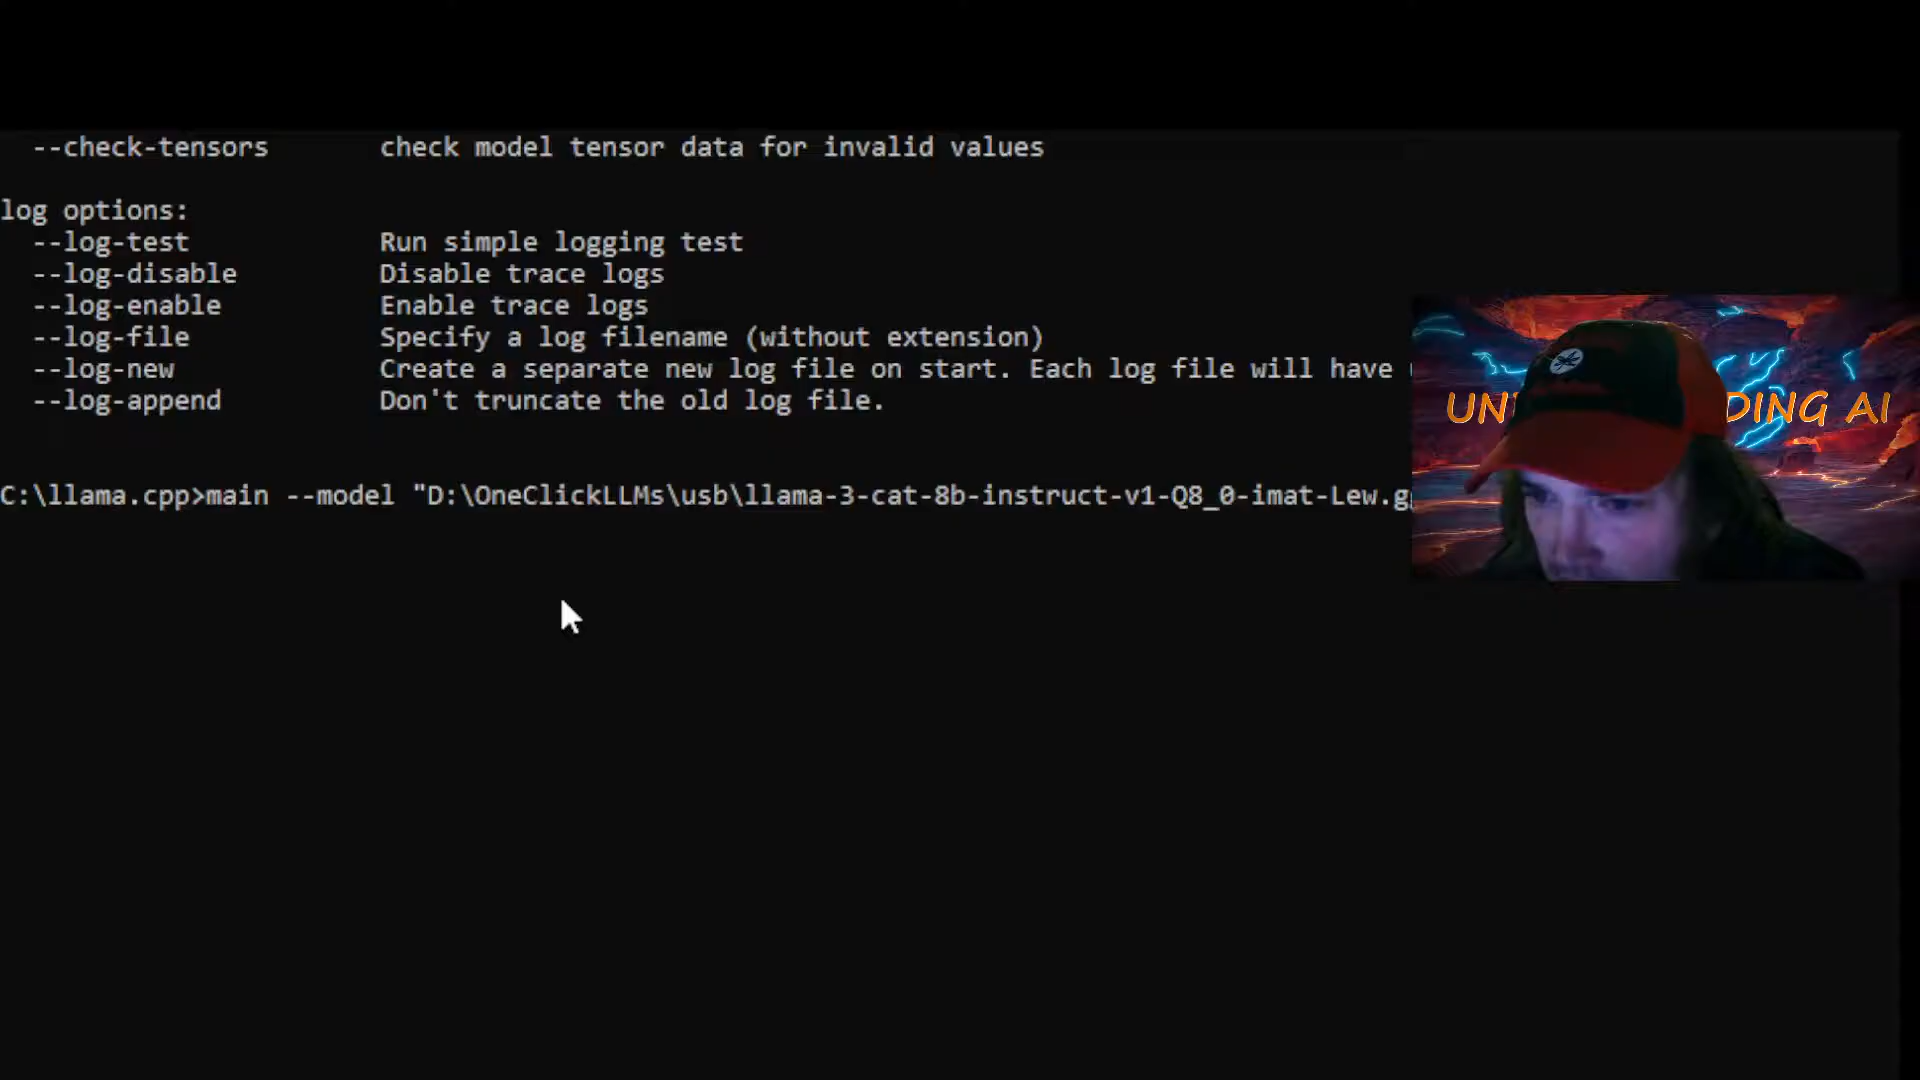 --check-tensors check model tensor data for invalid values
log options:
--log-test Run simple logging test
--log-disable Disable trace logs
--log-enable Enable trace logs
--log-file Specify a log filename (without extension)
--log-new Create a separate new log file on start. Each log file will have
--log-append Don't truncate the old log file.
UN DING AI
C:\llama.cpp>main --model "D:\OneClickLLMs\usb\llama-3-cat-8b-instruct-v1-Q8_0-imat-Lew.g